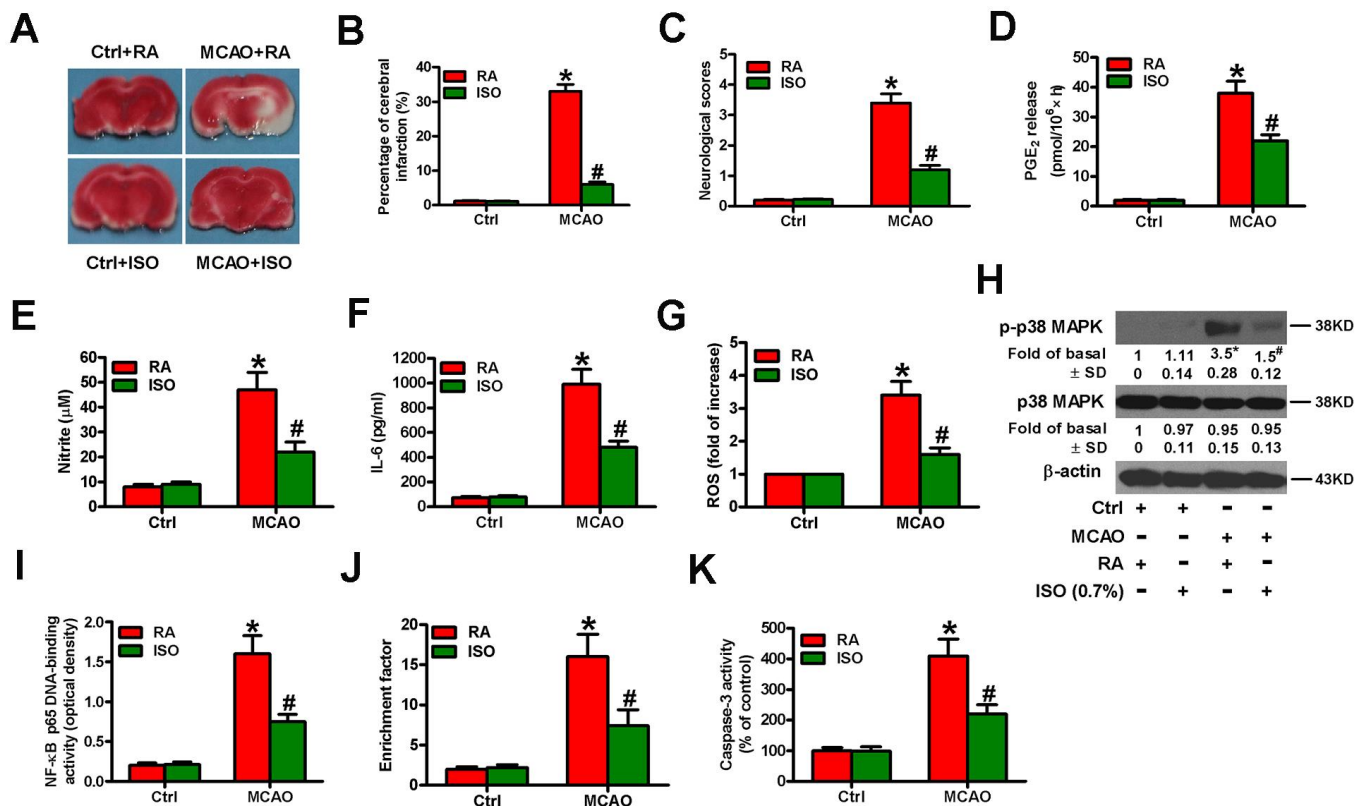 A
Ctrl+RA MCAO+RA
Ctrl+ISO MCAO+ISO
B
Percentage of cerebral
infarction (%)
40
30
20
10
0
RA
ISO
*
#
Ctrl MCAO
C
Neurological scores
5
4
3
2
1
0
RA
ISO
*
#
Ctrl MCAO
D
PGE₂ release
(pmol/10⁶× h)
50
40
30
20
10
0
RA
ISO
*
#
Ctrl MCAO
E
Nitrite (μM)
60
50
40
30
20
10
0
RA
ISO
*
#
Ctrl MCAO
F
IL-6 (pg/ml)
1200
1000
800
600
400
200
0
RA
ISO
*
#
Ctrl MCAO
G
ROS (fold of increase)
6
4
2
0
RA
ISO
*
#
Ctrl MCAO
H
p-p38 MAPK 38KD
Fold of basal 1 1.11 3.5* 1.5#
± SD 0 0.14 0.28 0.12
p38 MAPK 38KD
Fold of basal 1 0.97 0.95 0.95
± SD 0 0.11 0.15 0.13
β-actin 43KD
Ctrl + + - -
MCAO - - + +
RA + - + -
ISO (0.7%) - + - +
I
NF-κB p65 DNA-binding
activity (optical density)
2.0
1.5
1.0
0.5
0.0
RA
ISO
*
#
Ctrl MCAO
J
Enrichment factor
20
15
10
5
0
RA
ISO
*
#
Ctrl MCAO
K
Caspase-3 activity
(% of control)
500
400
300
200
100
0
RA
ISO
*
#
Ctrl MCAO